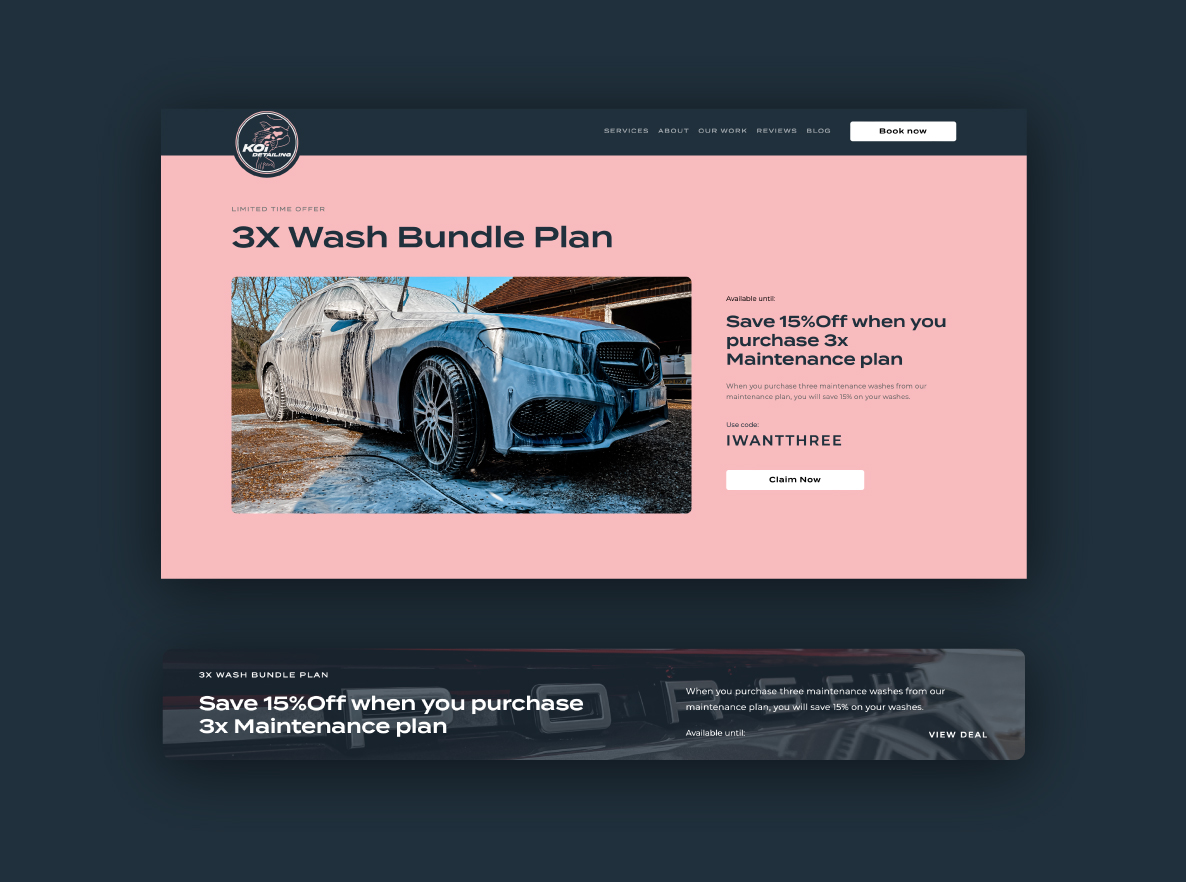 KOi
DETAILING
SERVICES ABOUT OUR WORK REVIEWS BLOG
Book now
LIMITED TIME OFFER
3X Wash Bundle Plan
Available until:
Save 15%Off when you
purchase 3x
Maintenance plan
When you purchase three maintenance washes from our
maintenance plan, you will save 15% on your washes.
Use code:
IWANTTHREE
Claim Now
3X WASH BUNDLE PLAN
Save 15%Off when you purchase
3x Maintenance plan
When you purchase three maintenance washes from our
maintenance plan, you will save 15% on your washes.
Available until:
VIEW DEAL
PORSCHE